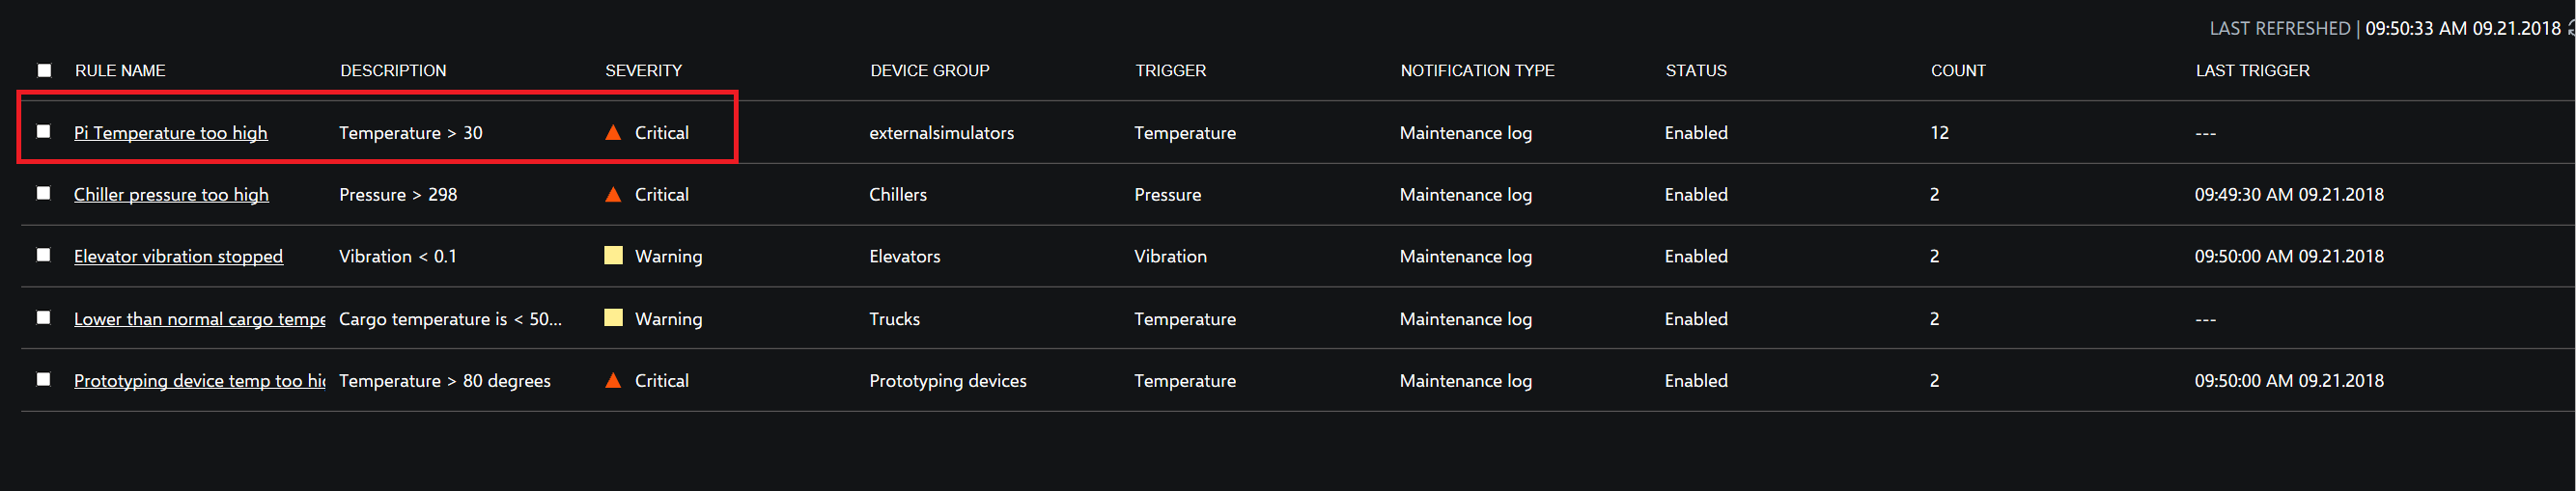 LAST REFRESHED | 09:50:33 AM 09.21.2018
RULE NAME DESCRIPTION SEVERITY DEVICE GROUP TRIGGER NOTIFICATION TYPE STATUS COUNT LAST TRIGGER
Pi Temperature too high Temperature > 30 Critical externalsimulators Temperature Maintenance log Enabled 12 ---
Chiller pressure too high Pressure > 298 Critical Chillers Pressure Maintenance log Enabled 2 09:49:30 AM 09.21.2018
Elevator vibration stopped Vibration < 0.1 Warning Elevators Vibration Maintenance log Enabled 2 09:50:00 AM 09.21.2018
Lower than normal cargo tempe Cargo temperature is < 50... Warning Trucks Temperature Maintenance log Enabled 2 ---
Prototyping device temp too hi Temperature > 80 degrees Critical Prototyping devices Temperature Maintenance log Enabled 2 09:50:00 AM 09.21.2018